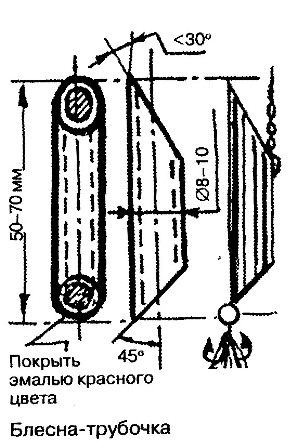 <30°
50–70 мм
Ø8–10
45°
Покрыть
эмалью красного
цвета
Блесна-трубочка